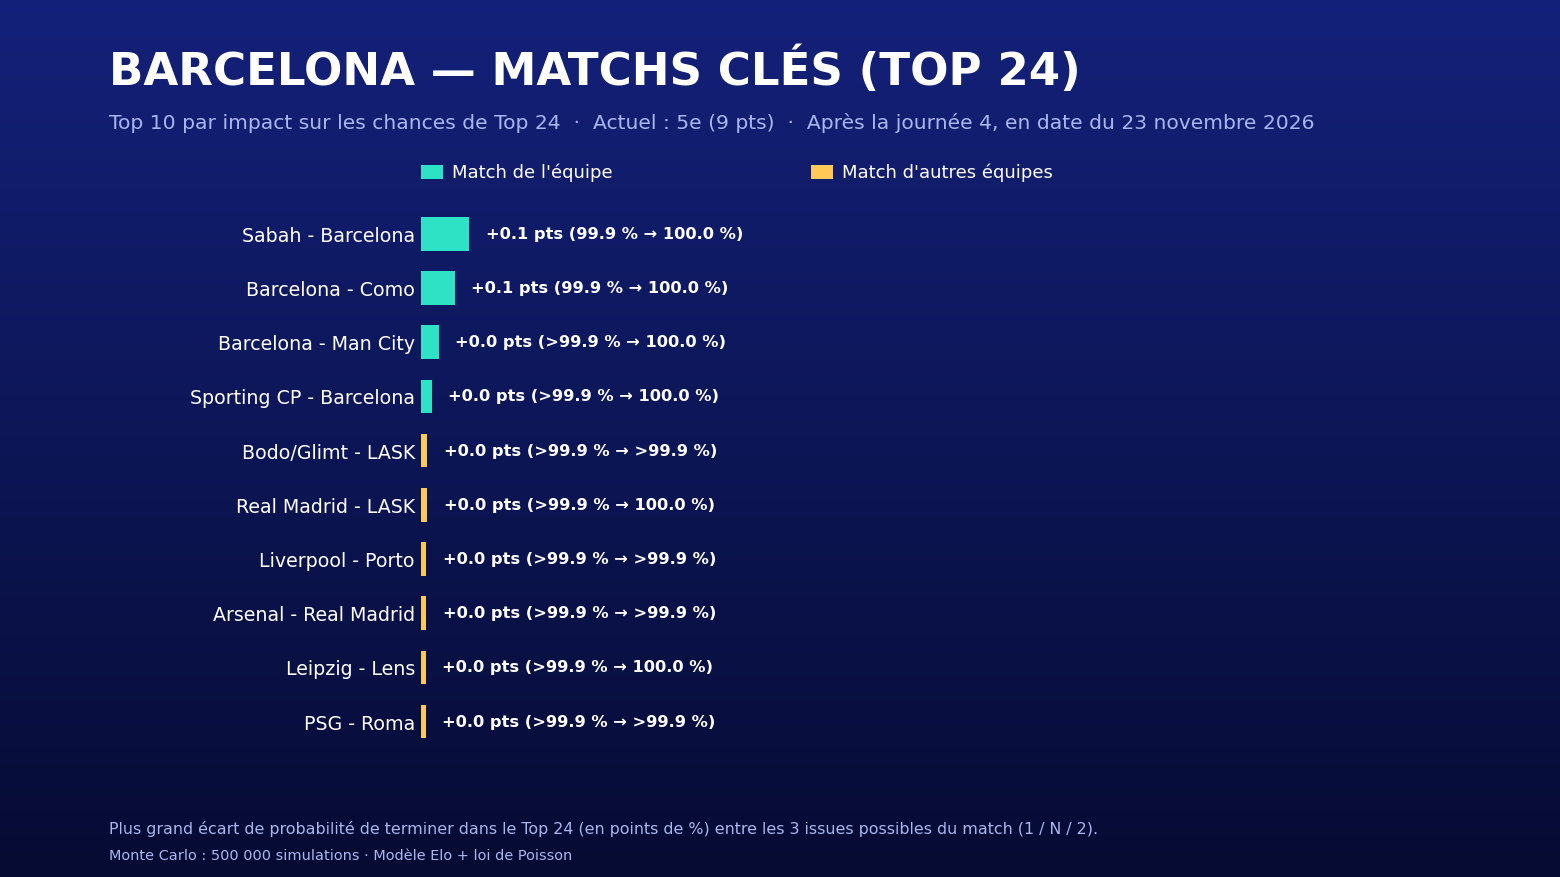 BARCELONA — MATCHS CLÉS (TOP 24)
Top 10 par impact sur les chances de Top 24 · Actuel : 5e (9 pts) · Après la journée 4, en date du 23 novembre 2026
Match de l'équipe
Match d'autres équipes
Sabah - Barcelona +0.1 pts (99.9 % → 100.0 %)
Barcelona - Como +0.1 pts (99.9 % → 100.0 %)
Barcelona - Man City +0.0 pts (>99.9 % → 100.0 %)
Sporting CP - Barcelona +0.0 pts (>99.9 % → 100.0 %)
Bodo/Glimt - LASK +0.0 pts (>99.9 % → >99.9 %)
Real Madrid - LASK +0.0 pts (>99.9 % → 100.0 %)
Liverpool - Porto +0.0 pts (>99.9 % → >99.9 %)
Arsenal - Real Madrid +0.0 pts (>99.9 % → >99.9 %)
Leipzig - Lens +0.0 pts (>99.9 % → 100.0 %)
PSG - Roma +0.0 pts (>99.9 % → >99.9 %)
Plus grand écart de probabilité de terminer dans le Top 24 (en points de %) entre les 3 issues possibles du match (1 / N / 2).
Monte Carlo : 500 000 simulations · Modèle Elo + loi de Poisson